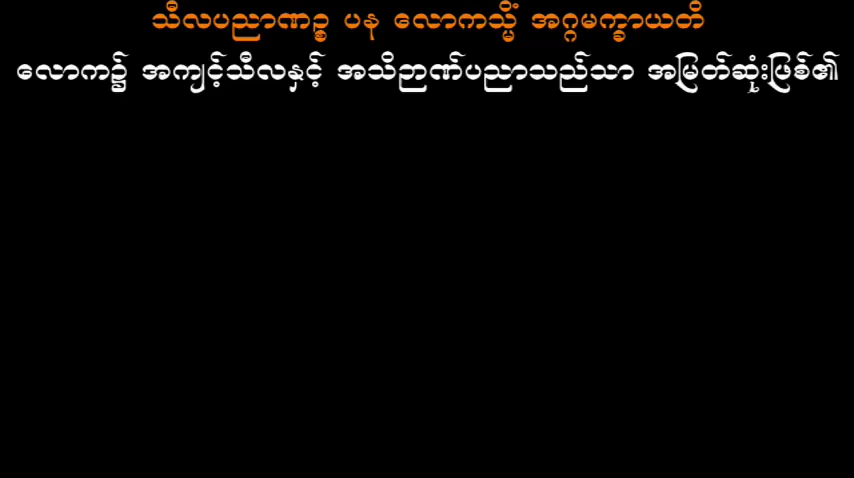 သီလပညာဏဉ္စ ပန လောကသ္မိံ အဂ္ဂမက္ခာယတိ
လောက၌ အကျင့်သီလနှင့် အသိဉာဏ်ပညာသည်သာ အမြတ်ဆုံးဖြစ်၏